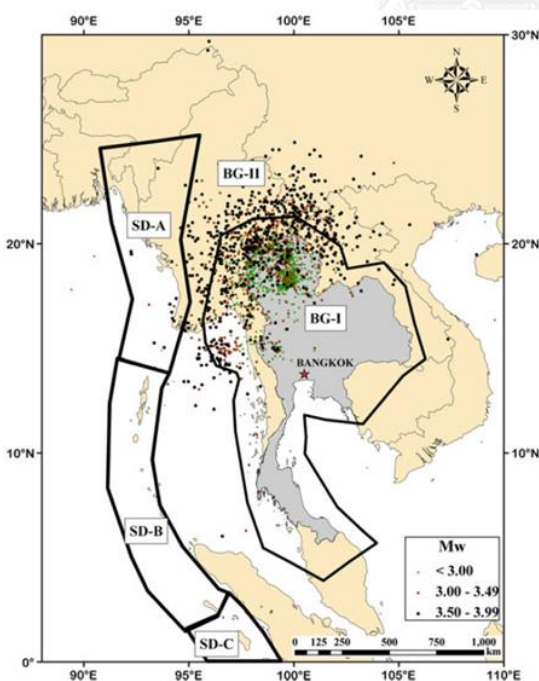 90°E 95°E 100°E 105°E
30°N
N
W E
S
BG-II
SD-A
20°N 20°N
BG-I
BANGKOK
10°N 10°N
SD-B
Mw
< 3.00
3.00 - 3.49
3.50 - 3.99
SD-C
0 125 250 500 750 1,000
km
0° 0°
90°E 95°E 100°E 105°E 110°E